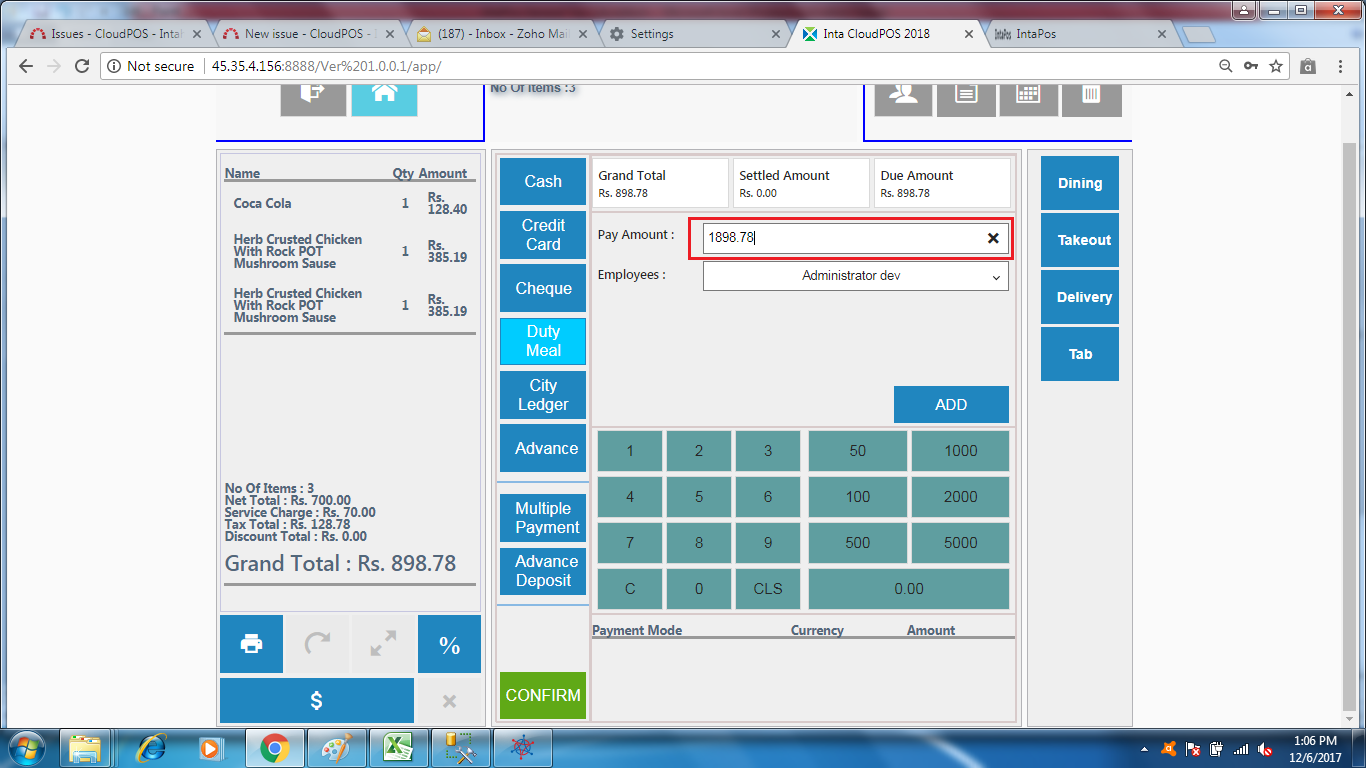 Issues - CloudPOS - Inta
New issue - CloudPOS -
(187) - Inbox - Zoho Mai
Settings
Inta CloudPOS 2018
IntaPos
IntaPos
Not secure
45.35.4.156:8888/Ver%201.0.0.1/app/
No Of Items :3
Name Qty Amount
Coca Cola 1 Rs. 128.40
Herb Crusted Chicken
With Rock POT
Mushroom Sause
1 Rs. 385.19
Herb Crusted Chicken
With Rock POT
Mushroom Sause
1 Rs. 385.19
No Of Items : 3
Net Total : Rs. 700.00
Service Charge : Rs. 70.00
Tax Total : Rs. 128.78
Discount Total : Rs. 0.00
Grand Total : Rs. 898.78
%
$
Cash
Credit
Card
Cheque
Duty
Meal
City
Ledger
Advance
Multiple
Payment
Advance
Deposit
CONFIRM
Grand Total
Rs. 898.78
Settled Amount
Rs. 0.00
Due Amount
Rs. 898.78
Pay Amount : 1898.78
Employees : Administrator dev
ADD
1 2 3 50 1000
4 5 6 100 2000
7 8 9 500 5000
C 0 CLS 0.00
Payment Mode Currency Amount
Dining
Takeout
Delivery
Tab
1:06 PM
12/6/2017